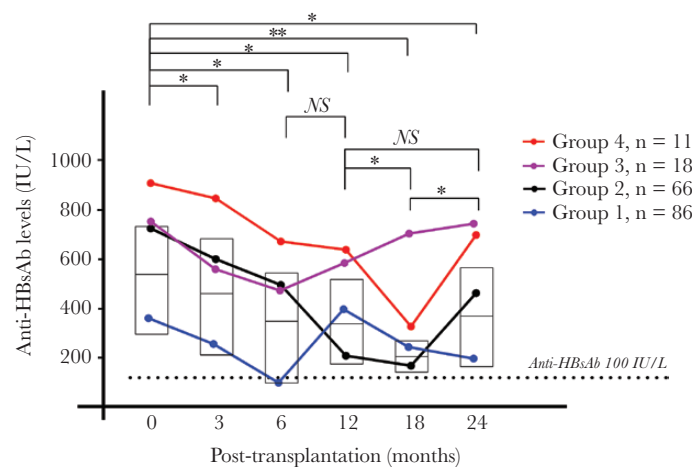 *
**
*
*
*
NS
NS
*
*
Anti-HBsAb levels (IU/L)
1000
800
600
400
200
Group 4, n = 11
Group 3, n = 18
Group 2, n = 66
Group 1, n = 86
Anti-HBsAb 100 IU/L
0 3 6 12 18 24
Post-transplantation (months)